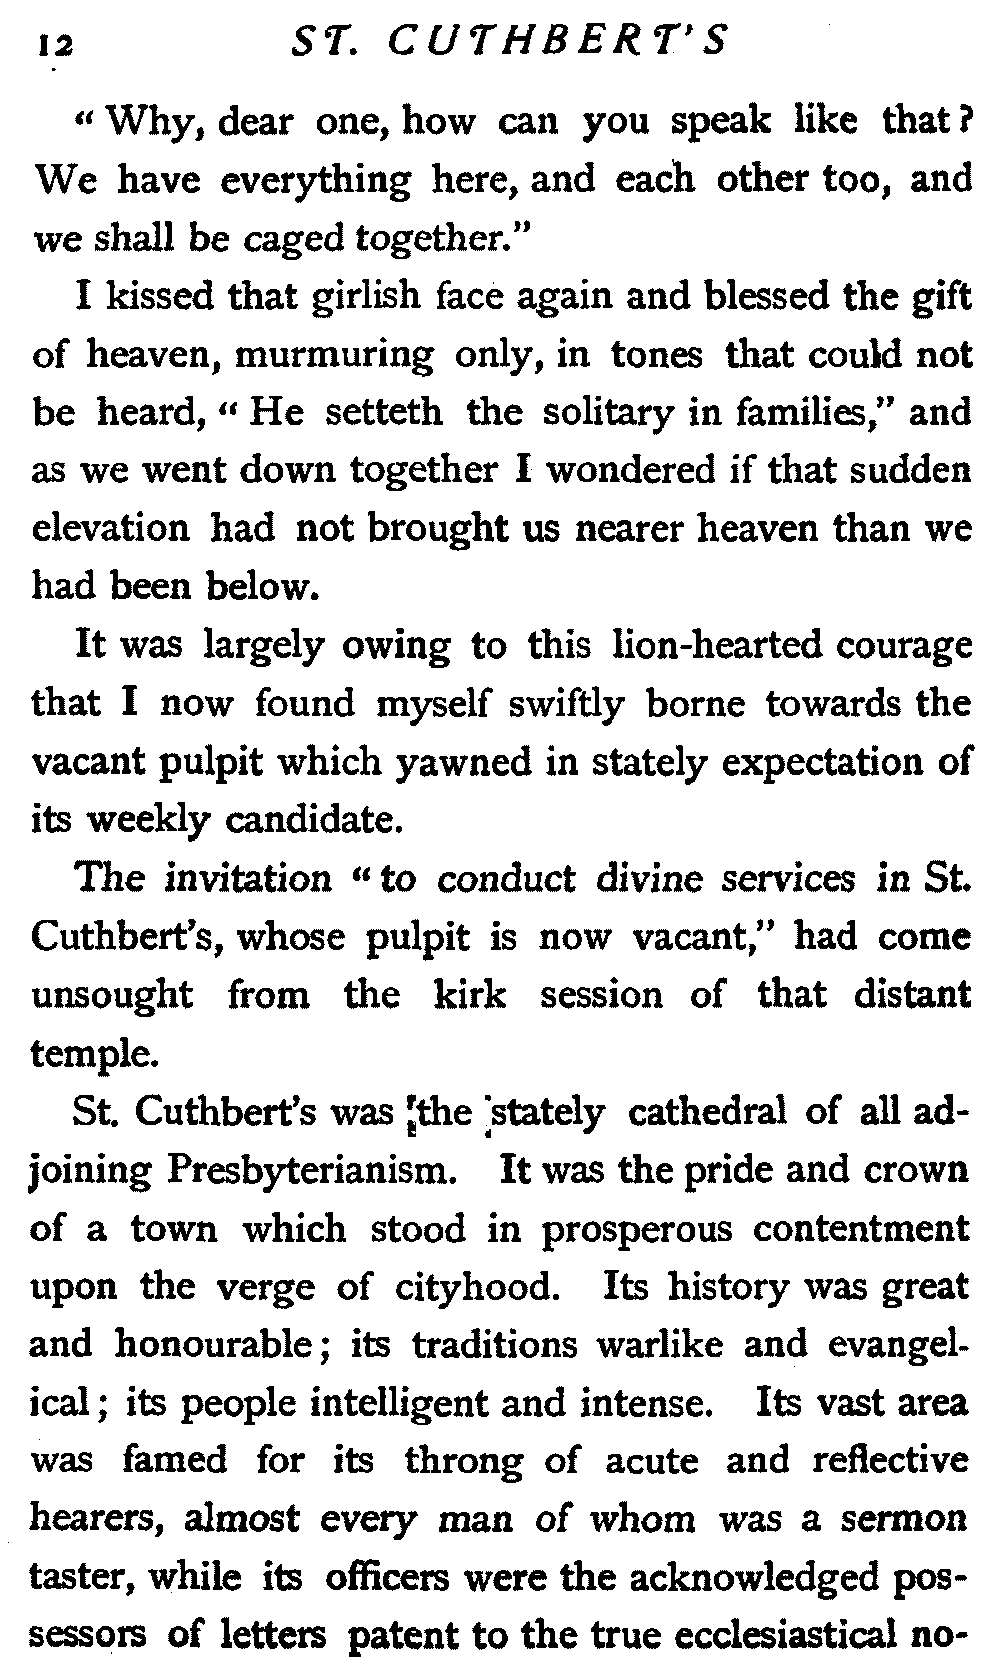 12 ST. CUTHBERT'S
“ Why, dear one, how can you speak like that ?
We have everything here, and each other too, and
we shall be caged together.”
I kissed that girlish face again and blessed the gift
of heaven, murmuring only, in tones that could not
be heard, “ He setteth the solitary in families,” and
as we went down together I wondered if that sudden
elevation had not brought us nearer heaven than we
had been below.
It was largely owing to this lion-hearted courage
that I now found myself swiftly borne towards the
vacant pulpit which yawned in stately expectation of
its weekly candidate.
The invitation “ to conduct divine services in St.
Cuthbert's, whose pulpit is now vacant,” had come
unsought from the kirk session of that distant
temple.
St. Cuthbert's was the stately cathedral of all ad-
joining Presbyterianism. It was the pride and crown
of a town which stood in prosperous contentment
upon the verge of cityhood. Its history was great
and honourable ; its traditions warlike and evangel-
ical ; its people intelligent and intense. Its vast area
was famed for its throng of acute and reflective
hearers, almost every man of whom was a sermon
taster, while its officers were the acknowledged pos-
sessors of letters patent to the true ecclesiastical no-